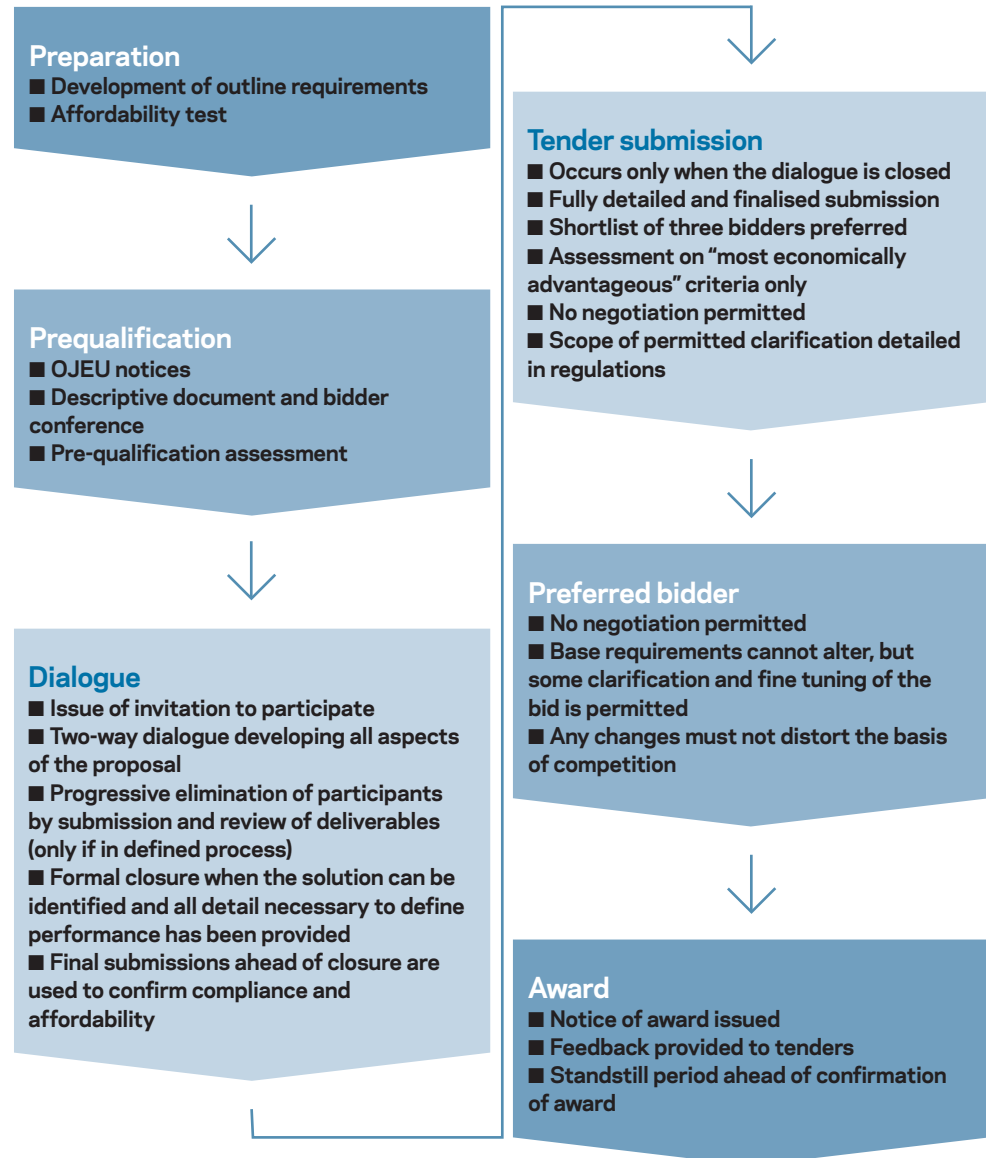 Preparation
■ Development of outline requirements
■ Affordability test
Prequalification
■ OJEU notices
■ Descriptive document and bidder
conference
■ Pre-qualification assessment
Dialogue
■ Issue of invitation to participate
■ Two-way dialogue developing all aspects
of the proposal
■ Progressive elimination of participants
by submission and review of deliverables
(only if in defined process)
■ Formal closure when the solution can be
identified and all detail necessary to define
performance has been provided
■ Final submissions ahead of closure are
used to confirm compliance and
affordability
Tender submission
■ Occurs only when the dialogue is closed
■ Fully detailed and finalised submission
■ Shortlist of three bidders preferred
■ Assessment on “most economically
advantageous” criteria only
■ No negotiation permitted
■ Scope of permitted clarification detailed
in regulations
Preferred bidder
■ No negotiation permitted
■ Base requirements cannot alter, but
some clarification and fine tuning of the
bid is permitted
■ Any changes must not distort the basis
of competition
Award
■ Notice of award issued
■ Feedback provided to tenders
■ Standstill period ahead of confirmation
of award